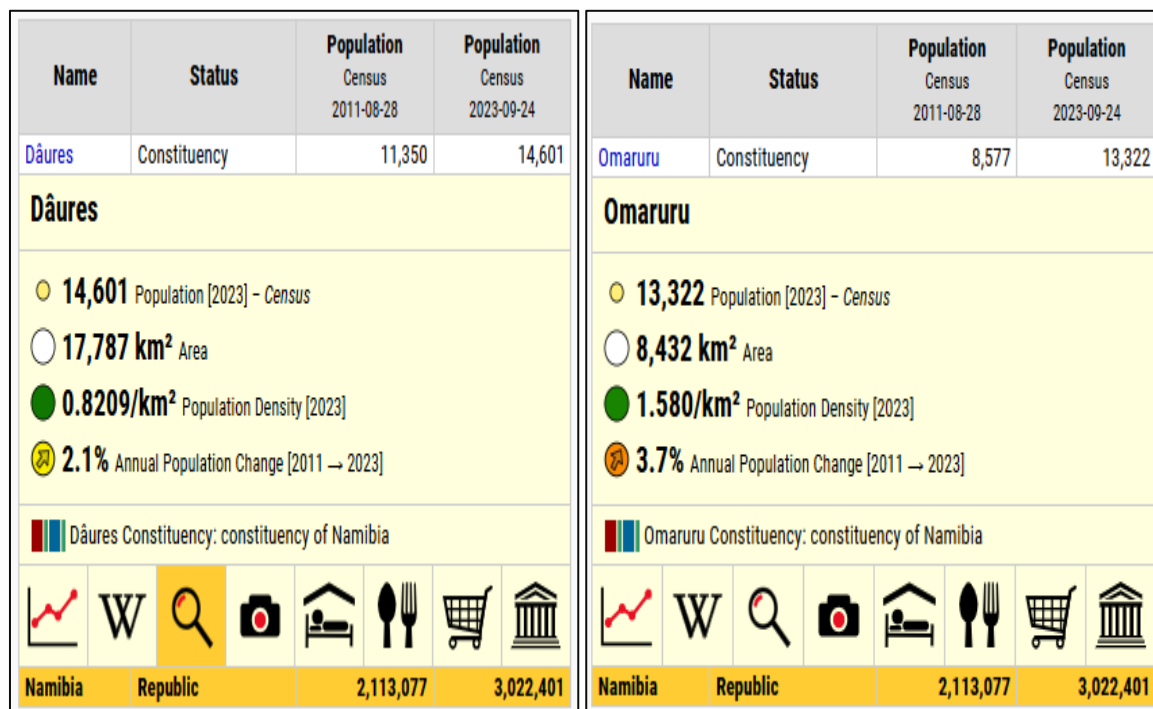 Name Status Population Census 2011-08-28 Population Census 2023-09-24
Dâures Constituency 11,350 14,601
Dâures
14,601 Population [2023] – Census
17,787 km² Area
0.8209/km² Population Density [2023]
2.1% Annual Population Change [2011 → 2023]
Dâures Constituency: constituency of Namibia
W
Namibia Republic 2,113,077 3,022,401
Name Status Population Census 2011-08-28 Population Census 2023-09-24
Omaruru Constituency 8,577 13,322
Omaruru
13,322 Population [2023] – Census
8,432 km² Area
1.580/km² Population Density [2023]
3.7% Annual Population Change [2011 → 2023]
Omaruru Constituency: constituency of Namibia
W
Namibia Republic 2,113,077 3,022,401